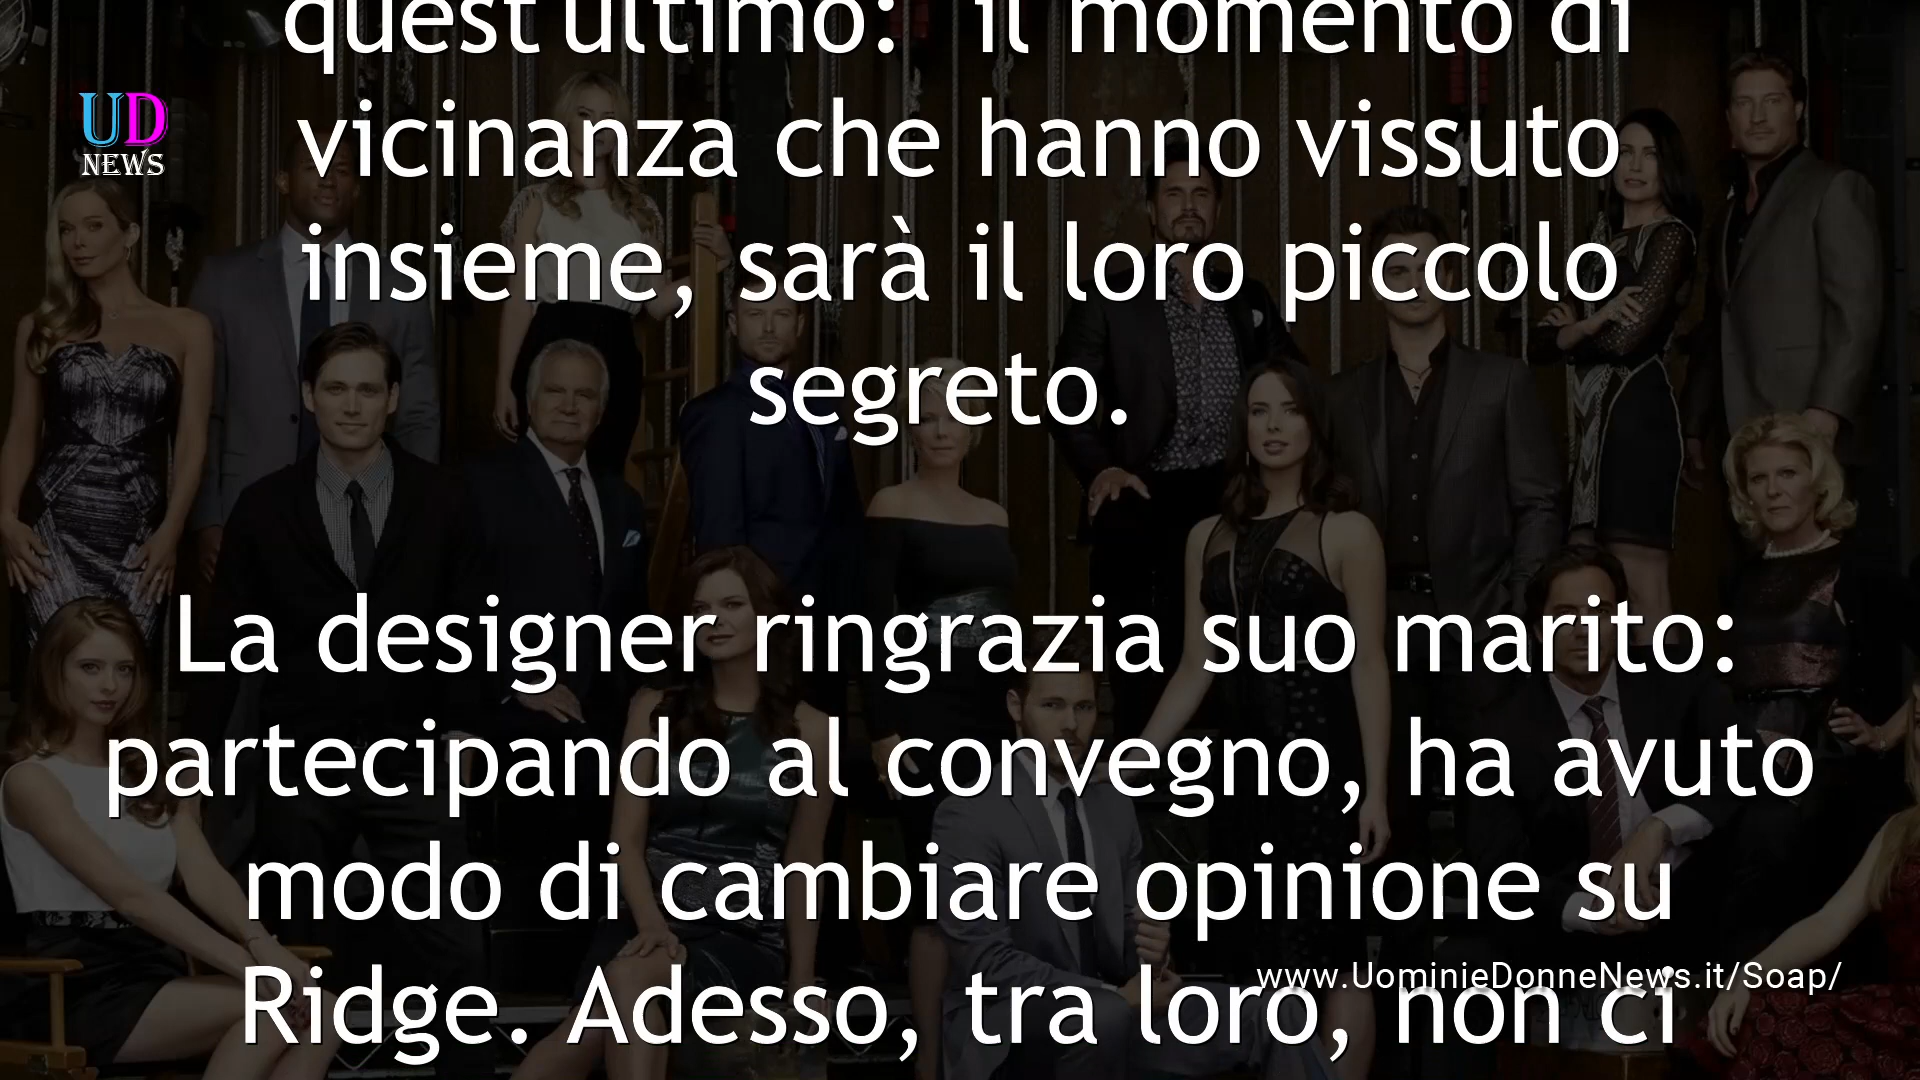 quest'ultimo: il momento di
UD
NEWS
vicinanza che hanno vissuto
insieme, sarà il loro piccolo
segreto.
La designer ringrazia suo marito:
partecipando al convegno, ha avuto
modo di cambiare opinione su
Ridge. Adesso, tra loro, non ci
www.UominieDonneNews.it/Soap/